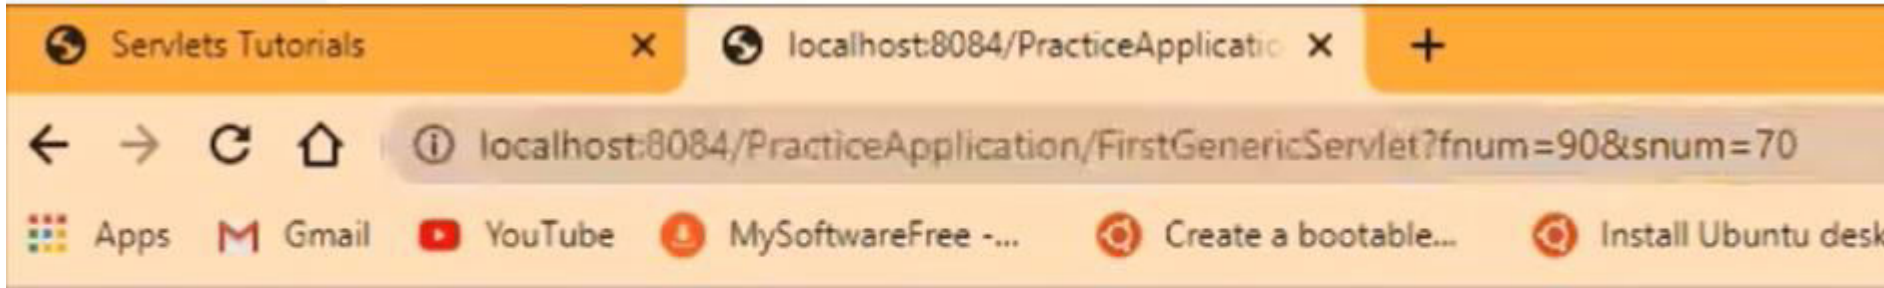 Servlets Tutorials localhost:8084/PracticeApplicatio
localhost:8084/PracticeApplication/FirstGenericServlet?fnum=90&snum=70
Apps Gmail YouTube MySoftwareFree -... Create a bootable... Install Ubuntu desk